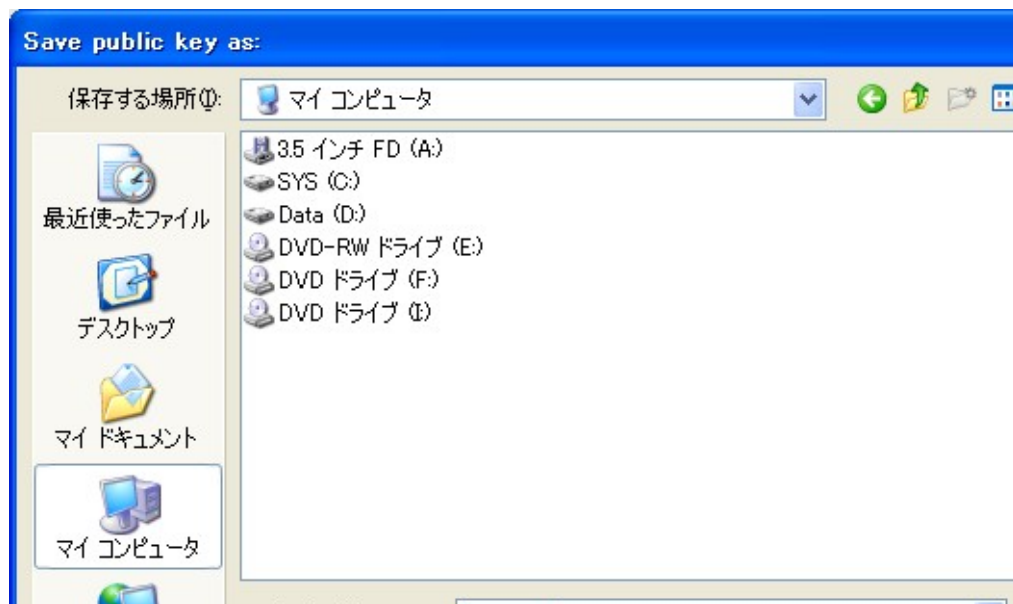 Save public key as:
保存する場所(I):
マイ コンピュータ
3.5 インチ FD (A:)
SYS (C:)
Data (D:)
DVD-RW ドライブ (E:)
DVD ドライブ (F:)
DVD ドライブ (I:)
最近使ったファイル
デスクトップ
マイ ドキュメント
マイ コンピュータ